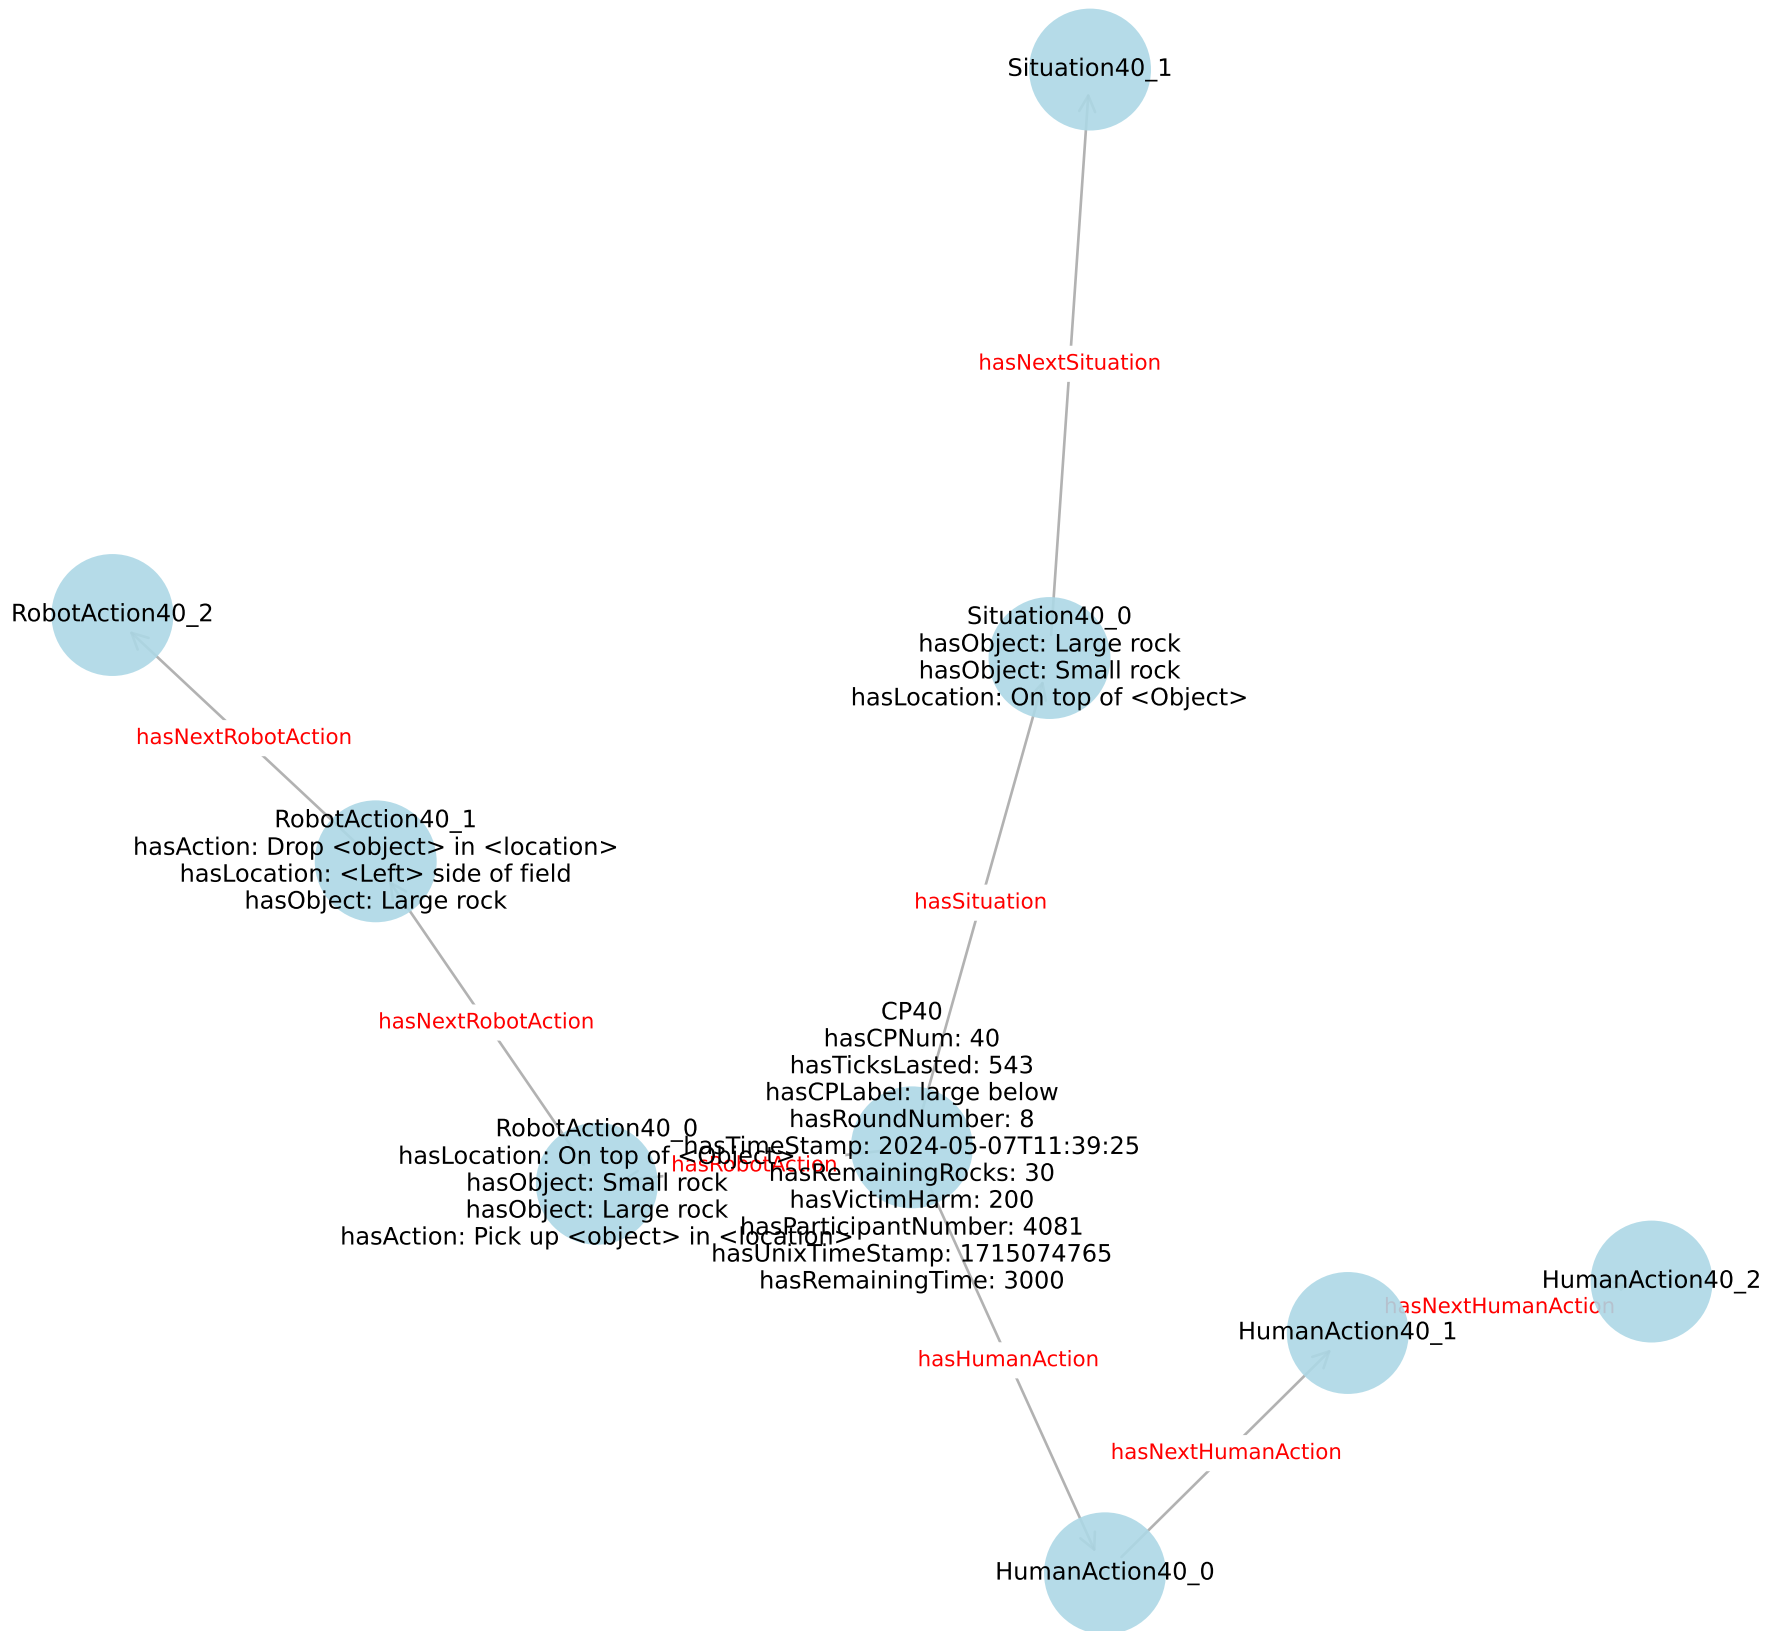 Situation40_1
hasNextSituation
Situation40_0
hasObject: Large rock
hasObject: Small rock
hasLocation: On top of <Object>
RobotAction40_2
hasNextRobotAction
RobotAction40_1
hasAction: Drop <object> in <location>
hasLocation: <Left> side of field
hasObject: Large rock
hasSituation
hasNextRobotAction
CP40
hasCPNum: 40
hasTicksLasted: 543
hasCPLabel: large below
hasRoundNumber: 8
hasTimeStamp: 2024-05-07T11:39:25
hasRemainingRocks: 30
hasVictimHarm: 200
hasParticipantNumber: 4081
hasUnixTimeStamp: 1715074765
hasRemainingTime: 3000
RobotAction40_0
hasLocation: On top of <Object>
hasObject: Small rock
hasObject: Large rock
hasAction: Pick up <object> in <location>
hasRobotAction
HumanAction40_2
hasNextHumanAction
HumanAction40_1
hasHumanAction
hasNextHumanAction
HumanAction40_0